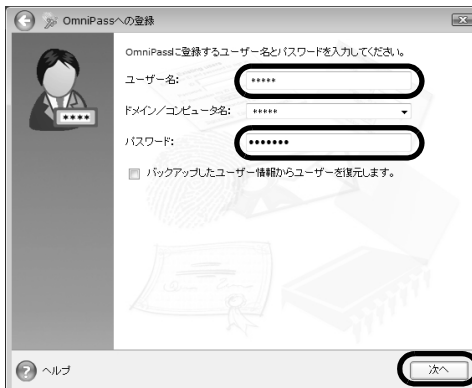 OmniPassへの登録
OmniPassに登録するユーザー名とパスワードを入力してください。
ユーザー名:
*****
ドメイン／コンピュータ名:
*****
パスワード:
•••••••
バックアップしたユーザー情報からユーザーを復元します。
****
ヘルプ
次へ